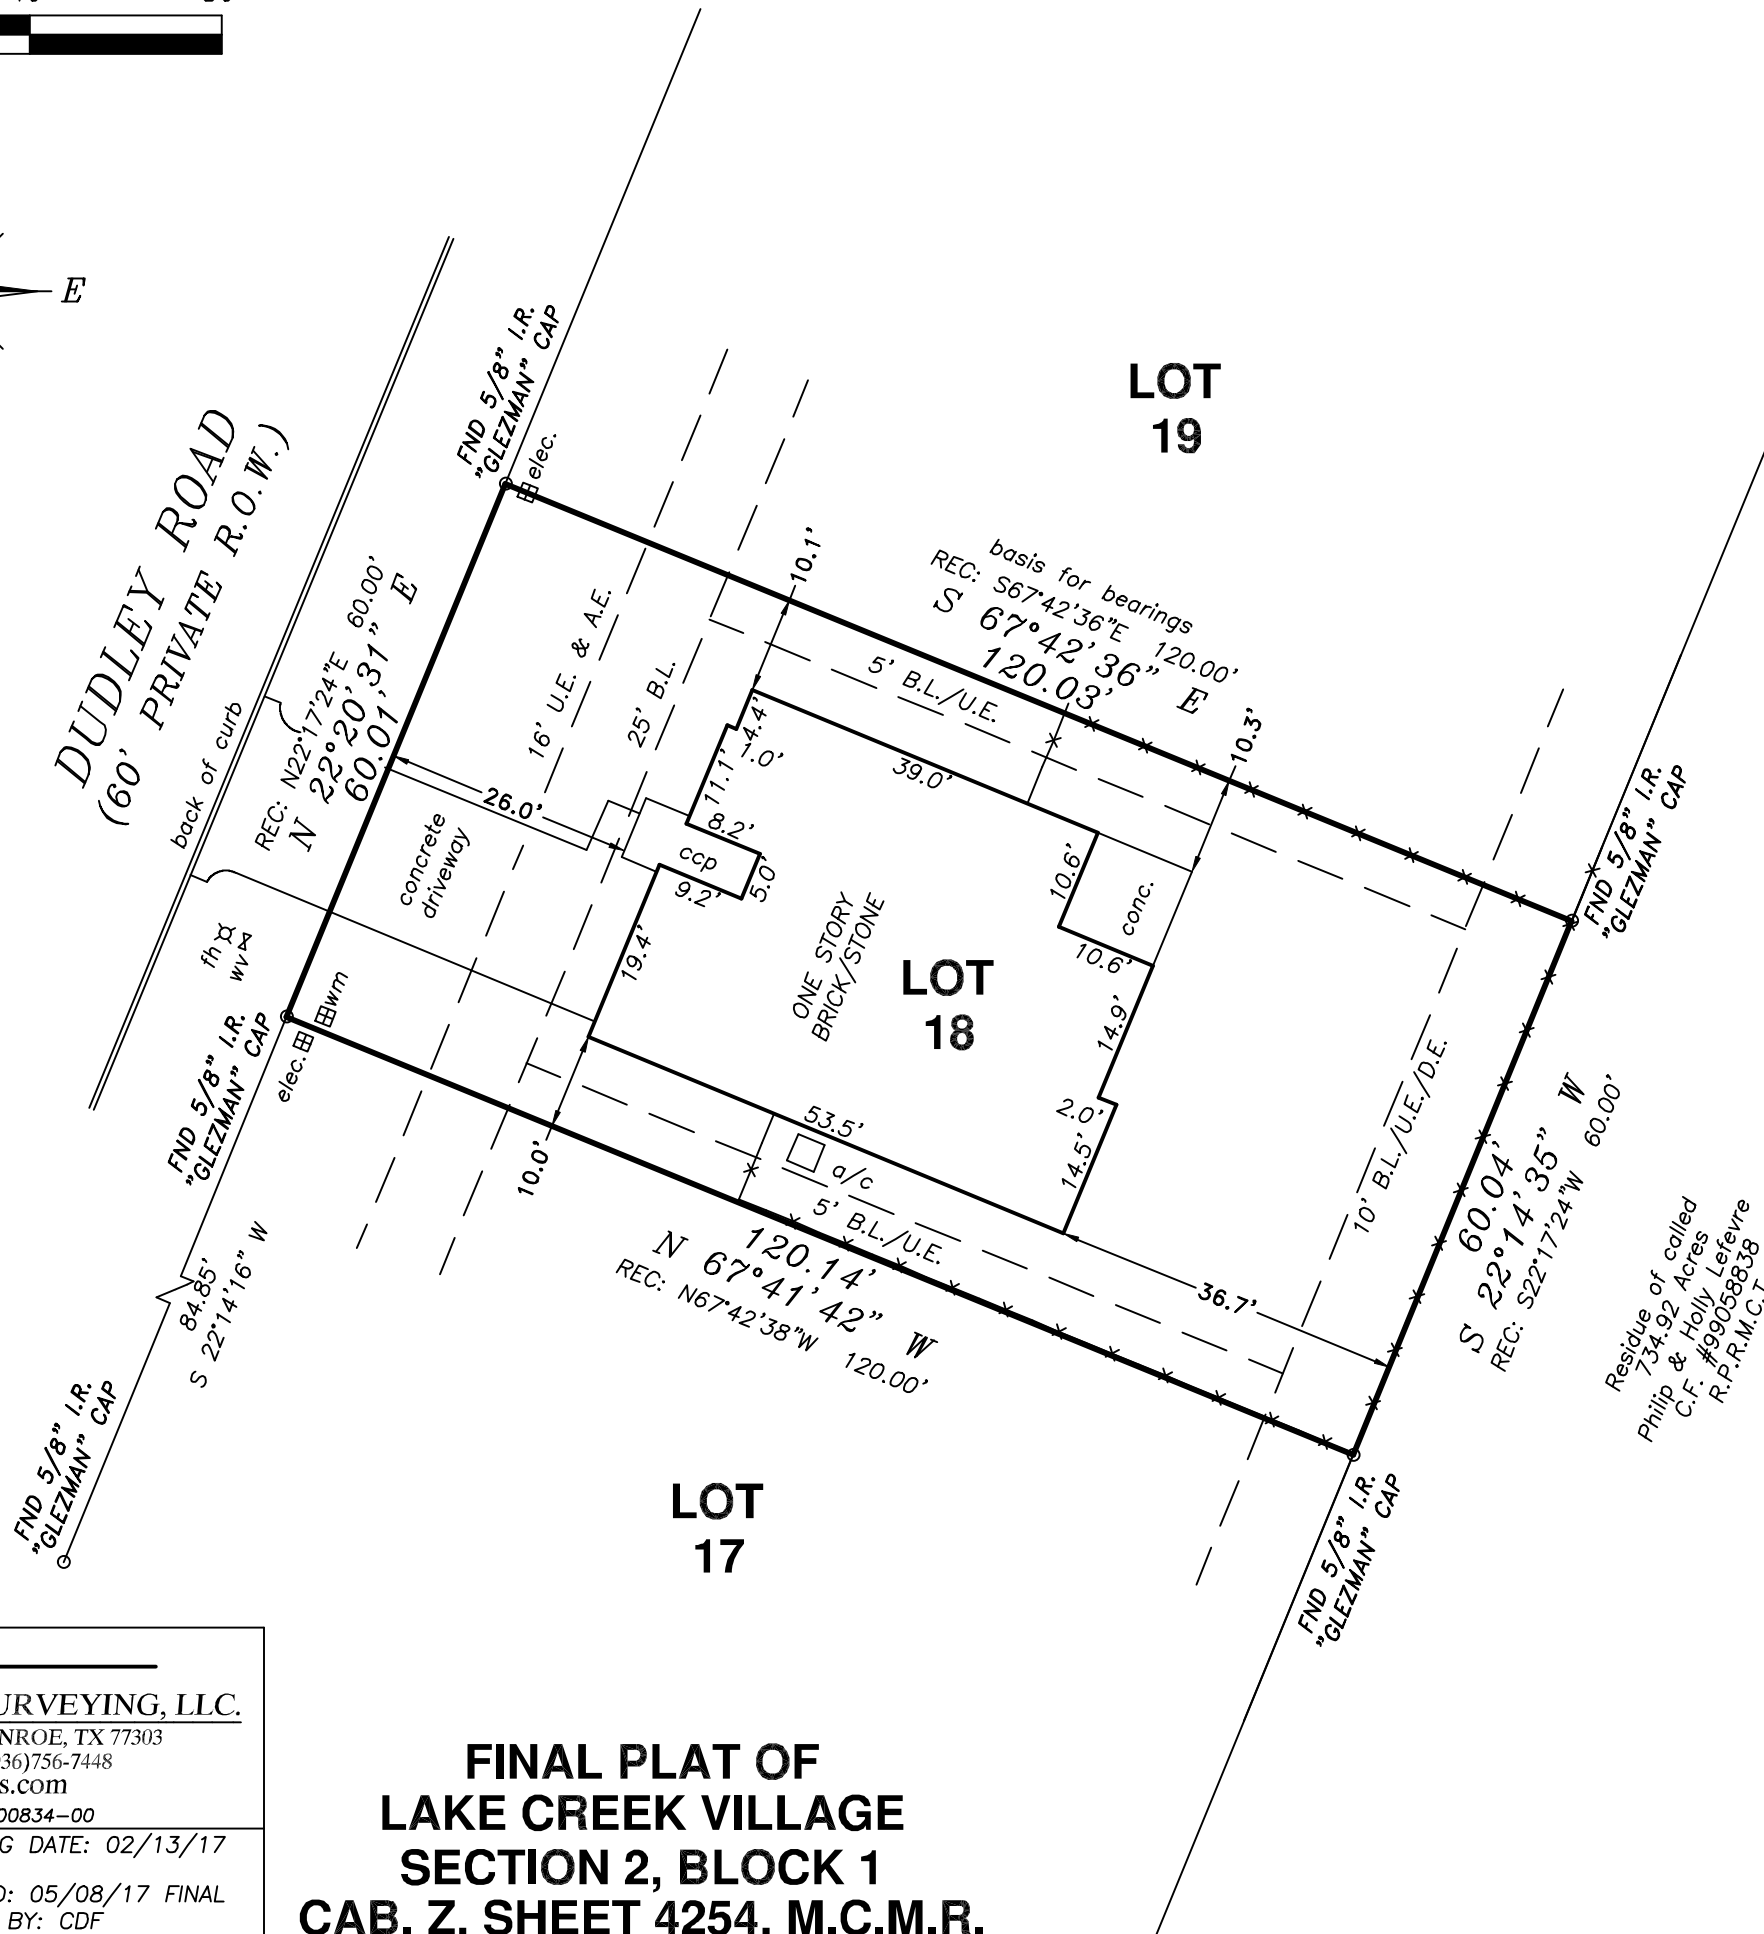 E
DUDLEY ROAD
(60' PRIVATE R.O.W.)
back of curb
REC: N22°17'24"E 60.00'
N 22°20'31" E
60.01'
FND 5/8" I.R.
"GLEZMAN" CAP
elec.
LOT
19
basis for bearings
REC: S67°42'36"E 120.00'
S 67°42'36" E
120.03'
10.1'
5' B.L./U.E.
10.3'
16' U.E. & A.E.
25' B.L.
4.4'
1.0'
11.1'
39.0'
26.0'
8.2'
ccp
5.0'
9.2'
concrete
driveway
19.4'
10.6'
conc.
10.6'
ONE STORY
BRICK/STONE
LOT
18
14.9'
2.0'
14.5'
53.5'
a/c
5' B.L./U.E.
fh
wv
wm
elec.
FND 5/8" I.R.
"GLEZMAN" CAP
10.0'
N 67°41'42" W
120.14'
REC: N67°42'38"W 120.00'
36.7'
10' B.L./U.E./D.E.
FND 5/8" I.R.
"GLEZMAN" CAP
60.04'
S 22°14'35" W
REC: S22°17'24"W 60.00'
Residue of called
734.92 Acres
Philip & Holly Lefevre
C.F. #99058838
R.P.R.M.C.T.
84.85'
S 22°14'16" W
FND 5/8" I.R.
"GLEZMAN" CAP
LOT
17
FND 5/8" I.R.
"GLEZMAN" CAP
URVEYING, LLC.
NROE, TX 77303
36)756-7448
s.com
00834-00
G DATE: 02/13/17
D: 05/08/17 FINAL
BY: CDF
FINAL PLAT OF
LAKE CREEK VILLAGE
SECTION 2, BLOCK 1
CAB. Z. SHEET 4254. M.C.M.R.